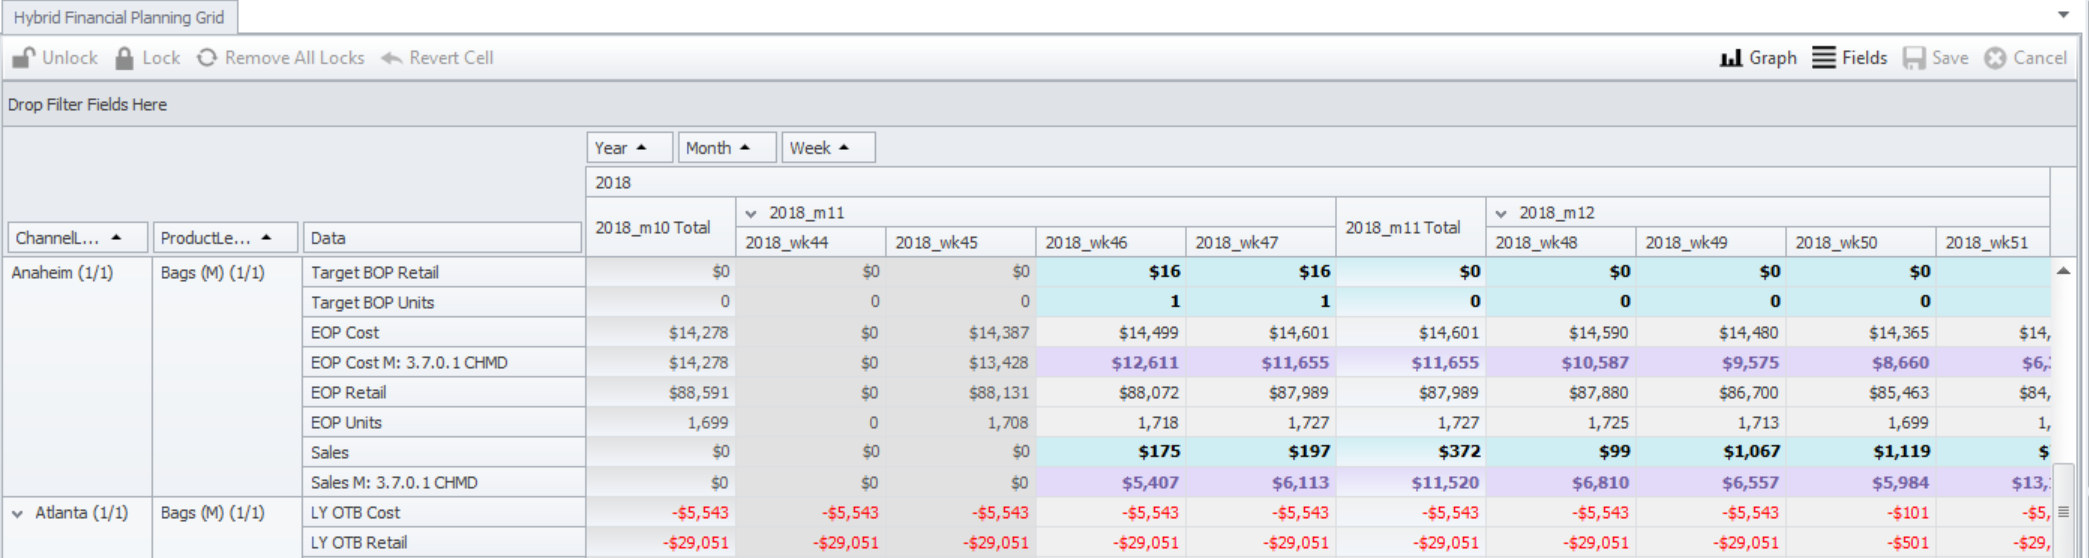 Hybrid Financial Planning Grid
Unlock Lock Remove All Locks Revert Cell Graph Fields Save Cancel
Drop Filter Fields Here
Year Month Week
2018
2018_m10 Total 2018_m11 2018_m11 Total 2018_m12
ChannelL... ProductLe... Data 2018_wk44 2018_wk45 2018_wk46 2018_wk47 2018_wk48 2018_wk49 2018_wk50 2018_wk51
Anaheim (1/1) Bags (M) (1/1) Target BOP Retail $0 $0 $0 $16 $16 $0 $0 $0 $0
Target BOP Units 0 0 0 1 1 0 0 0 0
EOP Cost $14,278 $0 $14,387 $14,499 $14,601 $14,601 $14,590 $14,480 $14,365 $14,
EOP Cost M: 3.7.0.1 CHMD $14,278 $0 $13,428 $12,611 $11,655 $11,655 $10,587 $9,575 $8,660 $6,
EOP Retail $88,591 $0 $88,131 $88,072 $87,989 $87,989 $87,880 $86,700 $85,463 $84,
EOP Units 1,699 0 1,708 1,718 1,727 1,727 1,725 1,713 1,699 1,
Sales $0 $0 $0 $175 $197 $372 $99 $1,067 $1,119 $
Sales M: 3.7.0.1 CHMD $0 $0 $0 $5,407 $6,113 $11,520 $6,810 $6,557 $5,984 $13,
Atlanta (1/1) Bags (M) (1/1) LY OTB Cost -$5,543 -$5,543 -$5,543 -$5,543 -$5,543 -$5,543 -$5,543 -$5,543 -$101 -$5,
LY OTB Retail -$29,051 -$29,051 -$29,051 -$29,051 -$29,051 -$29,051 -$29,051 -$29,051 -$501 -$29,